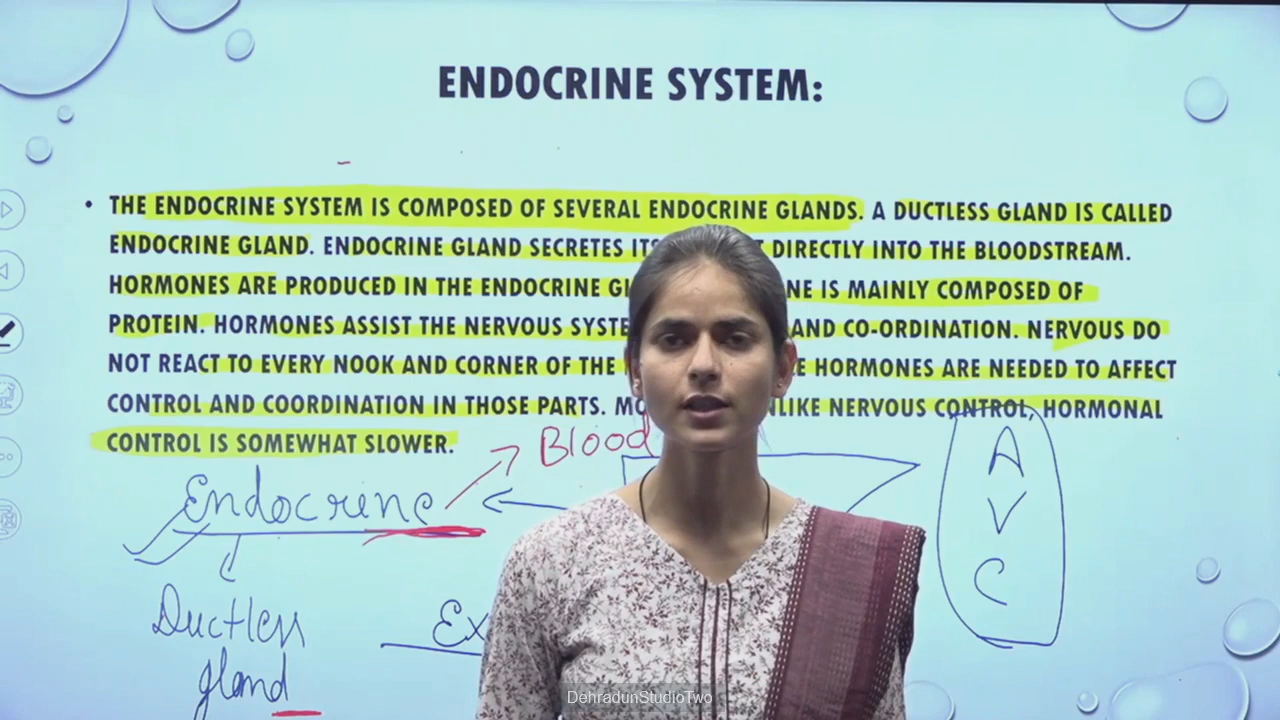 ENDOCRINE SYSTEM:
• THE ENDOCRINE SYSTEM IS COMPOSED OF SEVERAL ENDOCRINE GLANDS. A DUCTLESS GLAND IS CALLED
ENDOCRINE GLAND. ENDOCRINE GLAND SECRETES ITS DIRECTLY INTO THE BLOODSTREAM.
HORMONES ARE PRODUCED IN THE ENDOCRINE IS MAINLY COMPOSED OF
PROTEIN. HORMONES ASSIST THE NERVOUS AND CO-ORDINATION. NERVOUS DO
NOT REACT TO EVERY NOOK AND CORNER OF THE HORMONES ARE NEEDED TO AFFECT
CONTROL AND COORDINATION IN THOSE PARTS. NERVOUS CONTROL, HORMONAL
CONTROL IS SOMEWHAT SLOWER.
Blood
Endocrine
A
V
C
Ductless
gland
Ex
DehradunStudioTwo